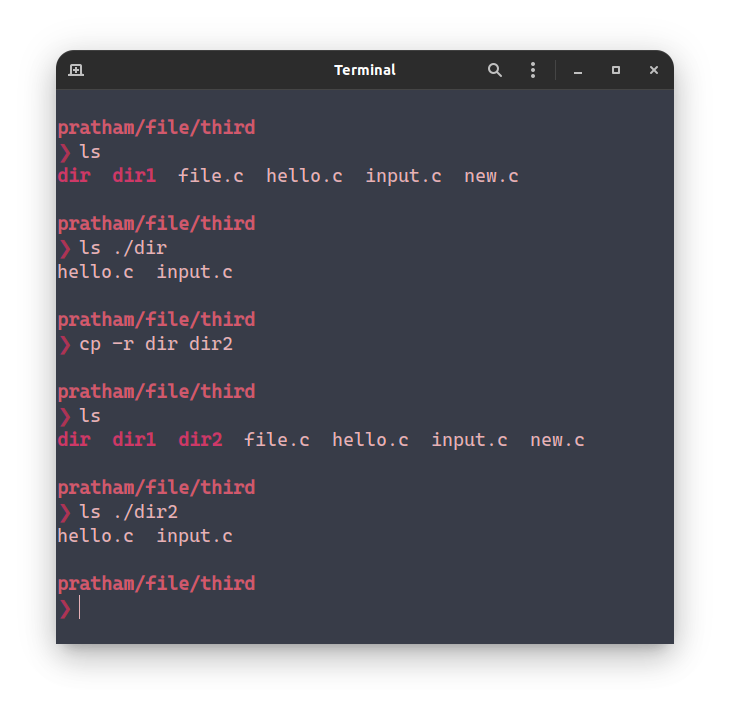 Terminal
pratham/file/third
❯ ls
dir  dir1  file.c  hello.c  input.c  new.c
pratham/file/third
❯ ls ./dir
hello.c  input.c
pratham/file/third
❯ cp -r dir dir2
pratham/file/third
❯ ls
dir  dir1  dir2  file.c  hello.c  input.c  new.c
pratham/file/third
❯ ls ./dir2
hello.c  input.c
pratham/file/third
❯